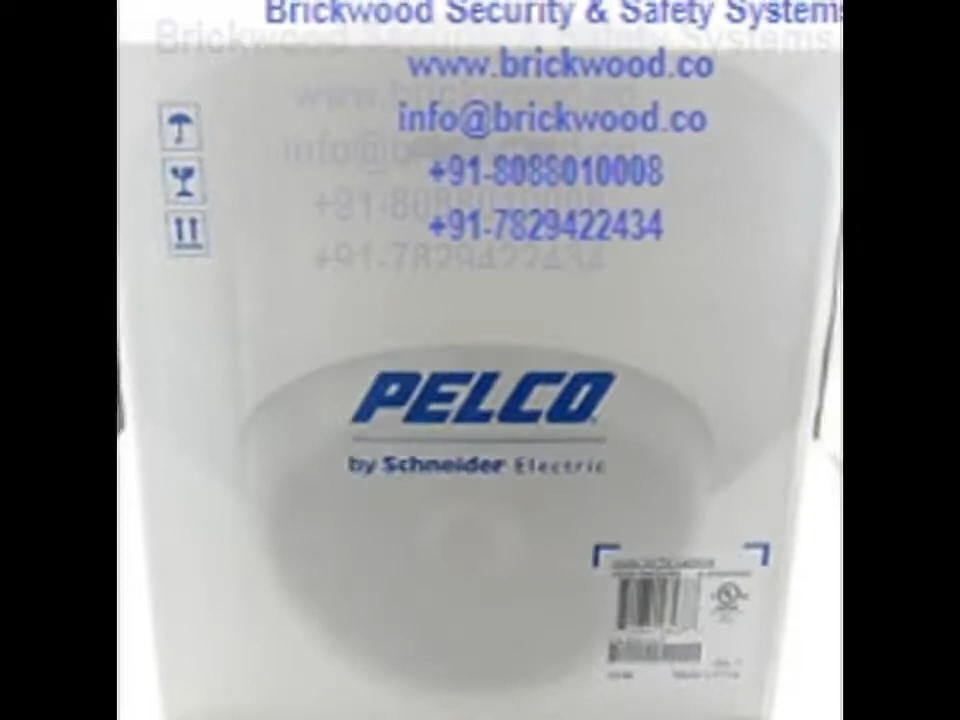 Brickwood Security & Safety Systems
www.brickwood.co
info@brickwood.co
+91-8088010008
+91-7829422434
PELCO
by Schneider Electric